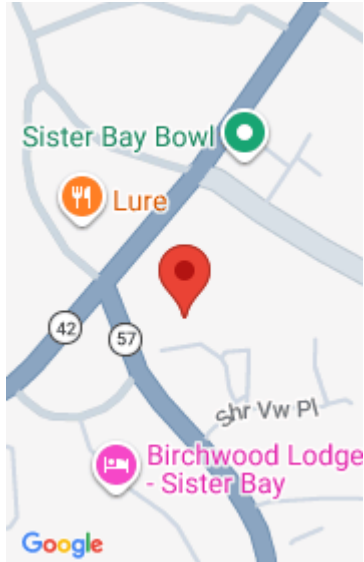 Sister Bay Bowl
Lure
42
57
Shr Vw Pl
Birchwood Lodge
- Sister Bay
Google